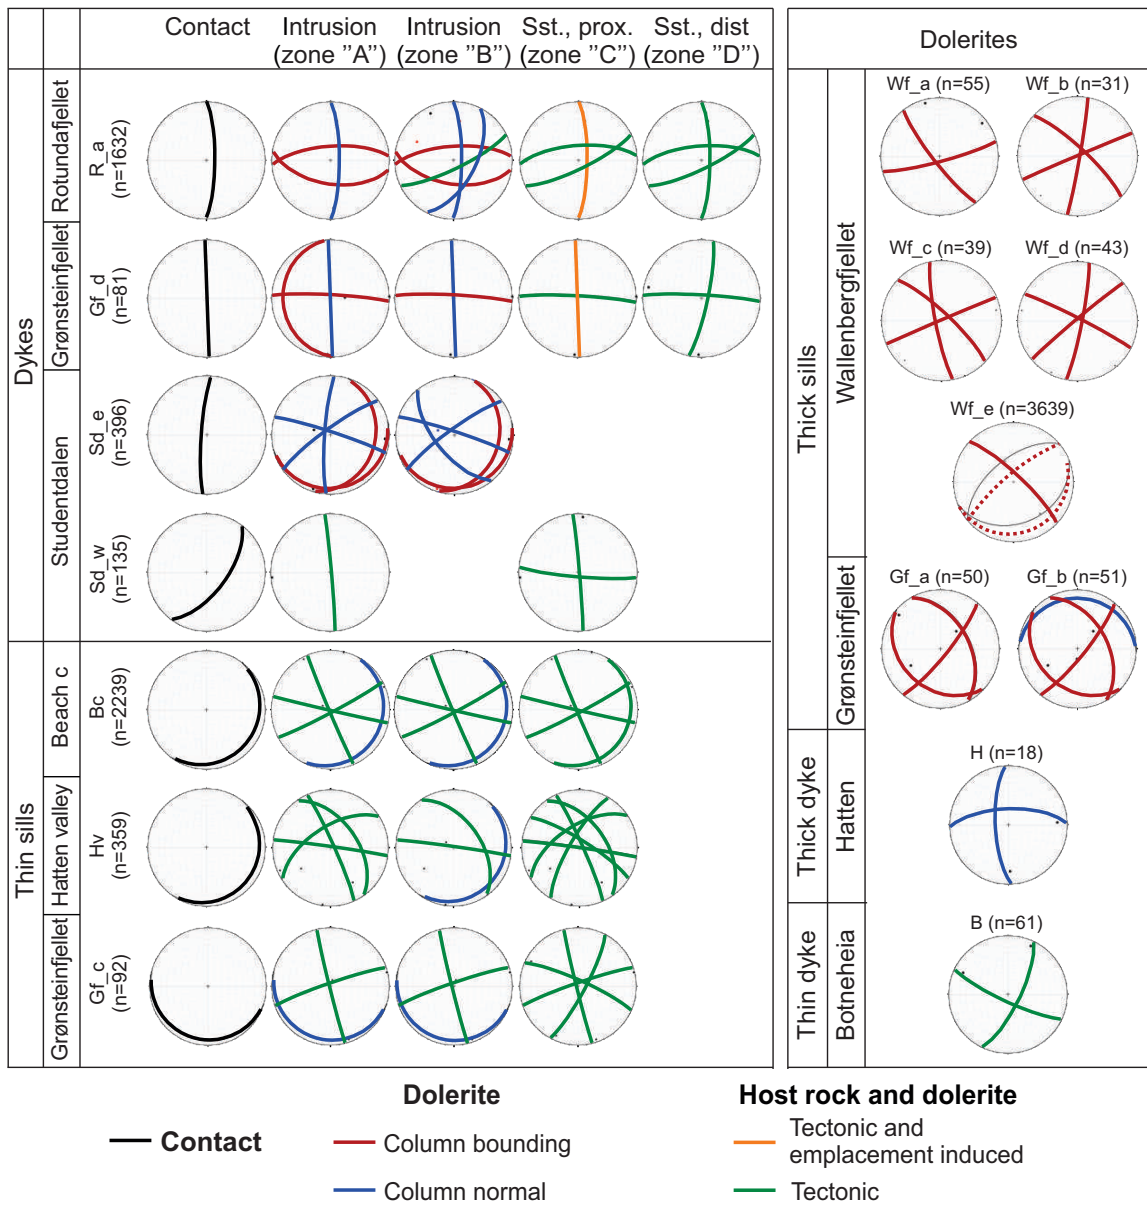 Contact
Intrusion
(zone "A")
Intrusion
(zone "B")
Sst., prox.
(zone "C")
Sst., dist
(zone "D")
Dykes
Rotundafjellet
R_a
(n=1632)
Grønsteinfjellet
Gf_d
(n=81)
Studentdalen
Sd_e
(n=396)
Sd_w
(n=135)
Thin sills
Beach c
Bc
(n=2239)
Hatten valley
Hv
(n=359)
Grønsteinfjellet
Gf_c
(n=92)
Dolerites
Thick sills
Wallenbergfjellet
Wf_a (n=55)
Wf_b (n=31)
Wf_c (n=39)
Wf_d (n=43)
Wf_e (n=3639)
Grønsteinfjellet
Gf_a (n=50)
Gf_b (n=51)
Thick dyke
Hatten
H (n=18)
Thin dyke
Botneheia
B (n=61)
Dolerite
Host rock and dolerite
Contact
Column bounding
Tectonic and
emplacement induced
Column normal
Tectonic